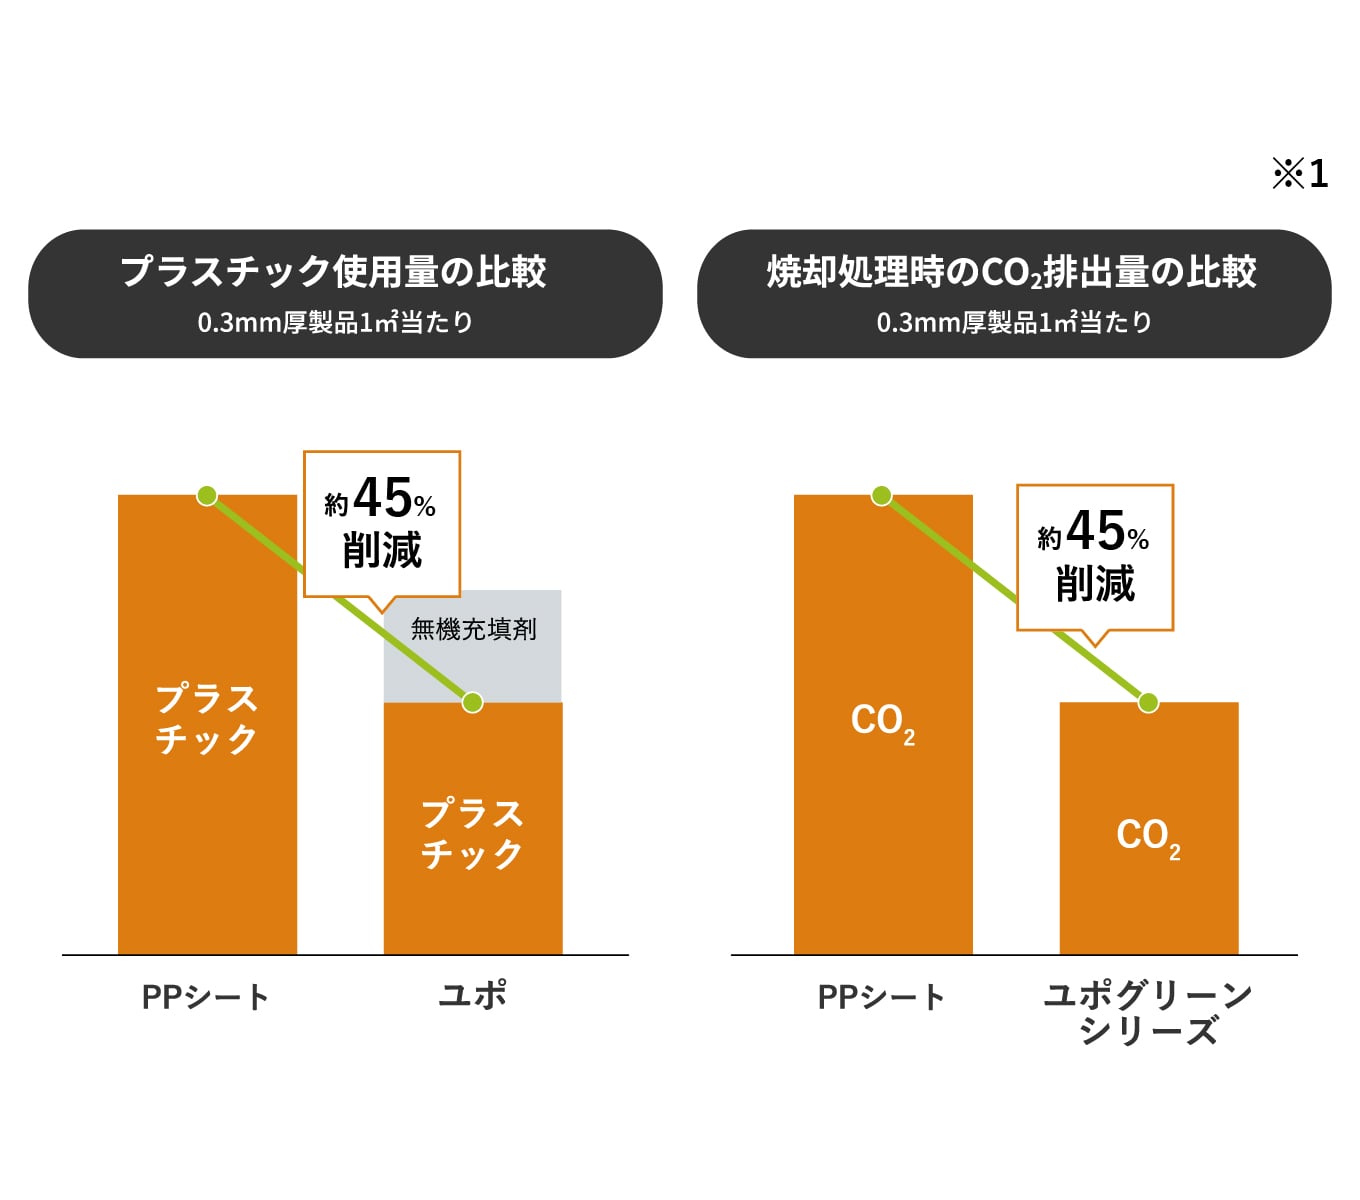 ※1
プラスチック使用量の比較
0.3mm厚製品1㎡当たり
約45%
削減
無機充填剤
プラス
チック
プラス
チック
PPシート
ユポ
焼却処理時のCO₂排出量の比較
0.3mm厚製品1㎡当たり
約45%
削減
CO₂
CO₂
PPシート
ユポグリーン
シリーズ